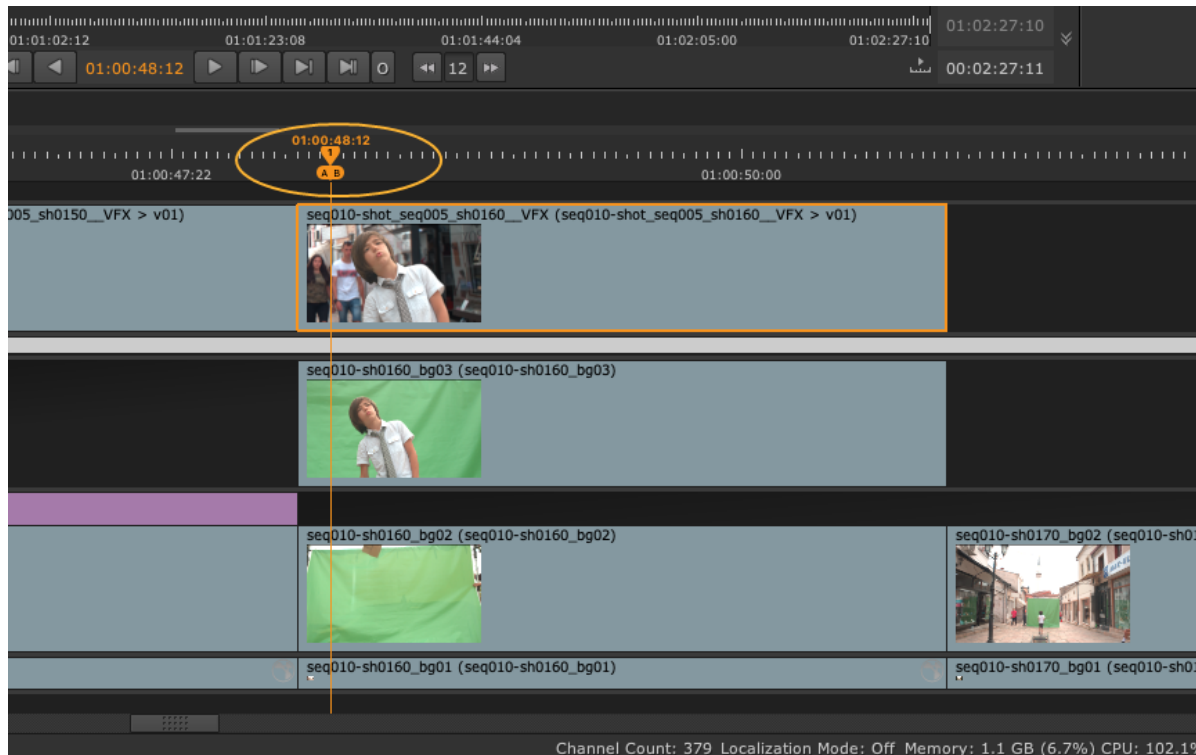 01:02:27:10
01:01:02:12 01:01:23:08 01:01:44:04 01:02:05:00 01:02:27:10
01:00:48:12 O 12 00:02:27:11
01:00:48:12
1
01:00:47:22 A B 01:00:50:00
005_sh0150__VFX > v01) seq010-shot_seq005_sh0160__VFX (seq010-shot_seq005_sh0160__VFX > v01)
seq010-sh0160_bg03 (seq010-sh0160_bg03)
seq010-sh0160_bg02 (seq010-sh0160_bg02) seq010-sh0170_bg02 (seq010-sh01
seq010-sh0160_bg01 (seq010-sh0160_bg01) seq010-sh0170_bg01 (seq010-sh01
Channel Count: 379 Localization Mode: Off Memory: 1.1 GB (6.7%) CPU: 102.1%